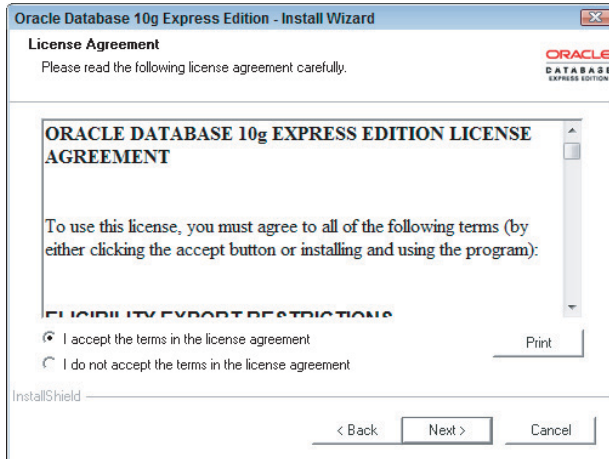 Oracle Database 10g Express Edition - Install Wizard
License Agreement
Please read the following license agreement carefully.
ORACLE
DATABASE
EXPRESS EDITION
ORACLE DATABASE 10g EXPRESS EDITION LICENSE
AGREEMENT
To use this license, you must agree to all of the following terms (by
either clicking the accept button or installing and using the program):
ELIGIBILITY EXPORT RESTRICTIONS
I accept the terms in the license agreement
Print
I do not accept the terms in the license agreement
InstallShield
< Back
Next >
Cancel